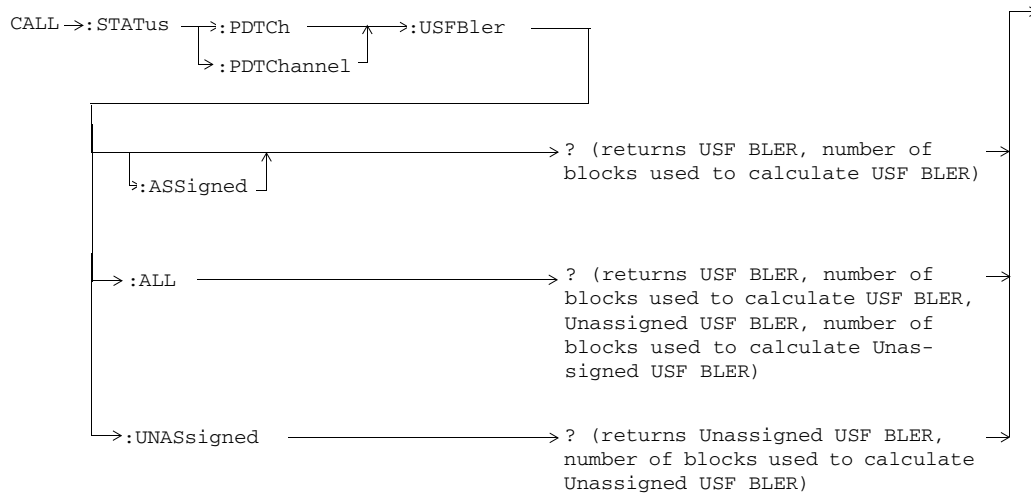 CALL :STATus :PDTCh :USFBler
:PDTChannel
? (returns USF BLER, number of
blocks used to calculate USF BLER)
:ASSigned
:ALL ? (returns USF BLER, number of
blocks used to calculate USF BLER,
Unassigned USF BLER, number of
blocks used to calculate Unas-
signed USF BLER)
:UNASsigned ? (returns Unassigned USF BLER,
number of blocks used to calculate
Unassigned USF BLER)